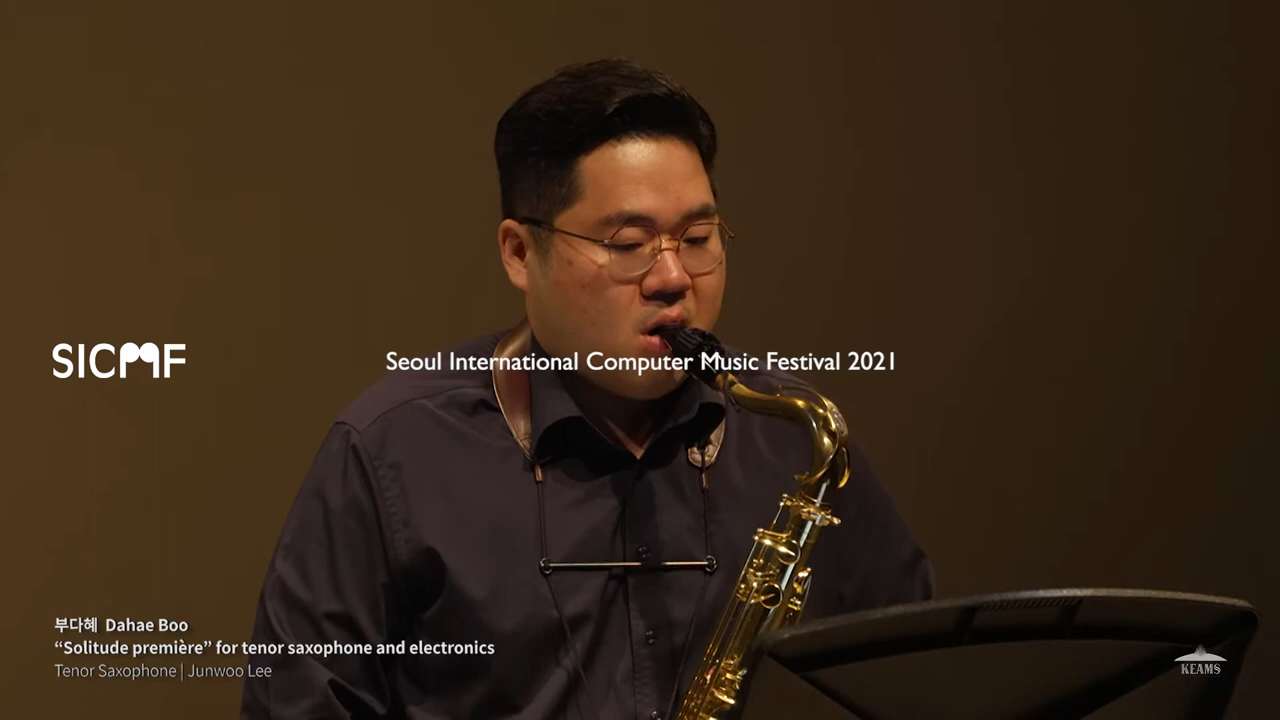 SICMF
Seoul International Computer Music Festival 2021
부다혜 Dahae Boo
“Solitude première” for tenor saxophone and electronics
Tenor Saxophone | Junwoo Lee
KEAMS